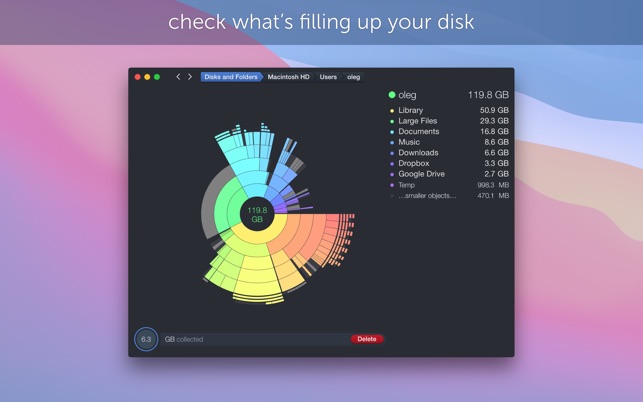 check what's filling up your disk
Disks and Folders Macintosh HD Users oleg
oleg 119.8 GB
Library 50.9 GB
Large Files 29.3 GB
Documents 16.8 GB
Music 8.6 GB
Downloads 6.6 GB
Dropbox 3.3 GB
Google Drive 2.7 GB
Temp 998.3 MB
...smaller objects... 470.1 MB
119.8
GB
6.3 GB collected Delete